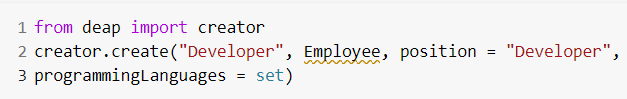 1 from deap import creator
2 creator.create("Developer", Employee, position = "Developer",
3 programmingLanguages = set)